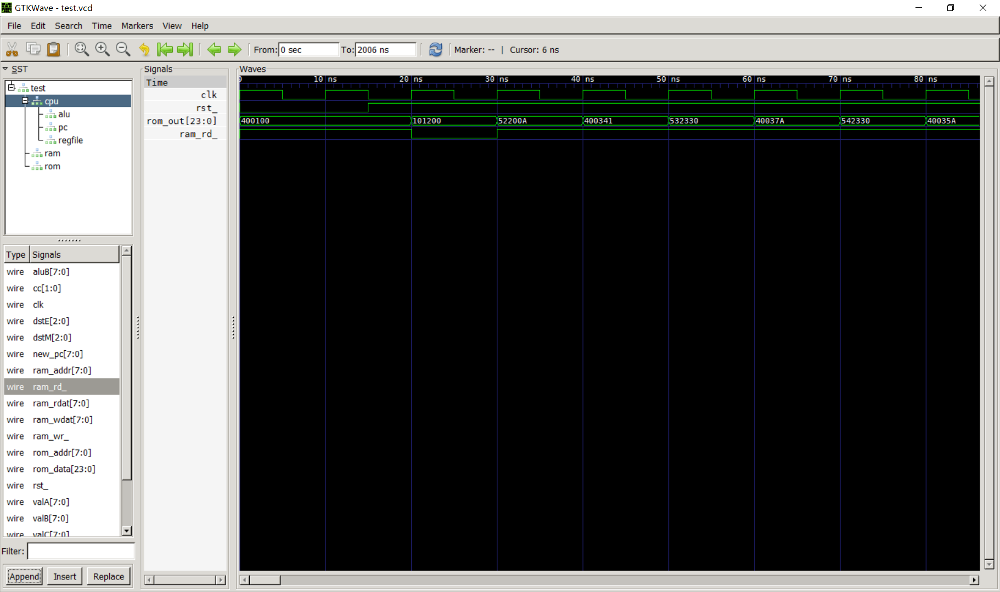 GTKWave - test.vcd
File Edit Search Time Markers View Help
From: 0 sec To: 2006 ns Marker: -- | Cursor: 6 ns
SST
test
cpu
alu
pc
regfile
ram
rom
Type Signals
wire aluB[7:0]
wire cc[1:0]
wire clk
wire dstE[2:0]
wire dstM[2:0]
wire new_pc[7:0]
wire ram_addr[7:0]
wire ram_rd_
wire ram_rdat[7:0]
wire ram_wdat[7:0]
wire ram_wr_
wire rom_addr[7:0]
wire rom_data[23:0]
wire rst_
wire valA[7:0]
wire valB[7:0]
wire valC[7:0]
Filter:
Append Insert Replace
Signals
Time
clk
rst_
rom_out[23:0]
ram_rd_
Waves
0 10 ns 20 ns 30 ns 40 ns 50 ns 60 ns 70 ns 80 ns
400100 101200 52200A 400341 532330 40037A 542330 40035A